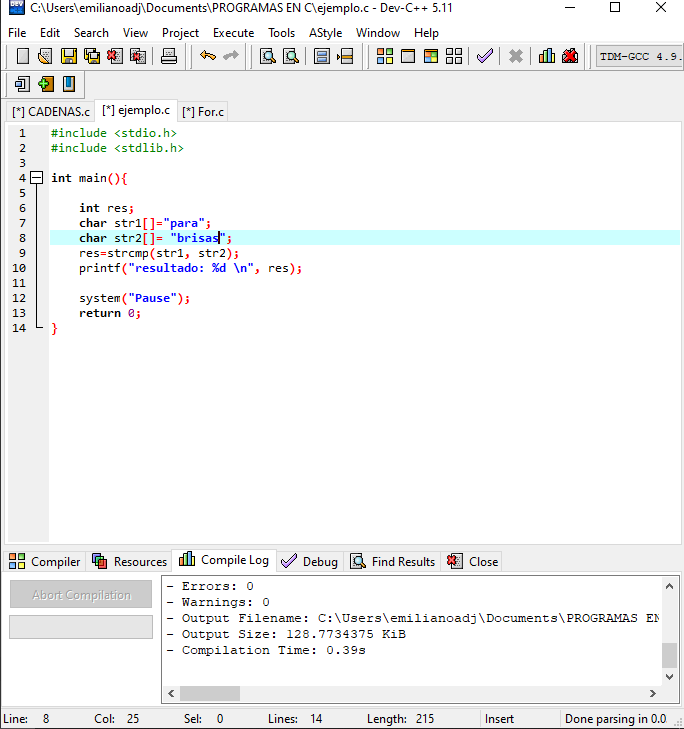 C:\Users\emilianoadj\Documents\PROGRAMAS EN C\ejemplo.c - Dev-C++ 5.11
File Edit Search View Project Execute Tools AStyle Window Help
TDM-GCC 4.9.
[*] CADENAS.c [*] ejemplo.c [*] For.c
1 #include <stdio.h>
2 #include <stdlib.h>
3
4 int main(){
5
6 int res;
7 char str1[]="para";
8 char str2[]= "brisas";
9 res=strcmp(str1, str2);
10 printf("resultado: %d \n", res);
11
12 system("Pause");
13 return 0;
14 }
Compiler Resources Compile Log Debug Find Results Close
Abort Compilation
- Errors: 0
- Warnings: 0
- Output Filename: C:\Users\emilianoadj\Documents\PROGRAMAS EN
- Output Size: 128.7734375 KiB
- Compilation Time: 0.39s
Line: 8 Col: 25 Sel: 0 Lines: 14 Length: 215 Insert Done parsing in 0.0